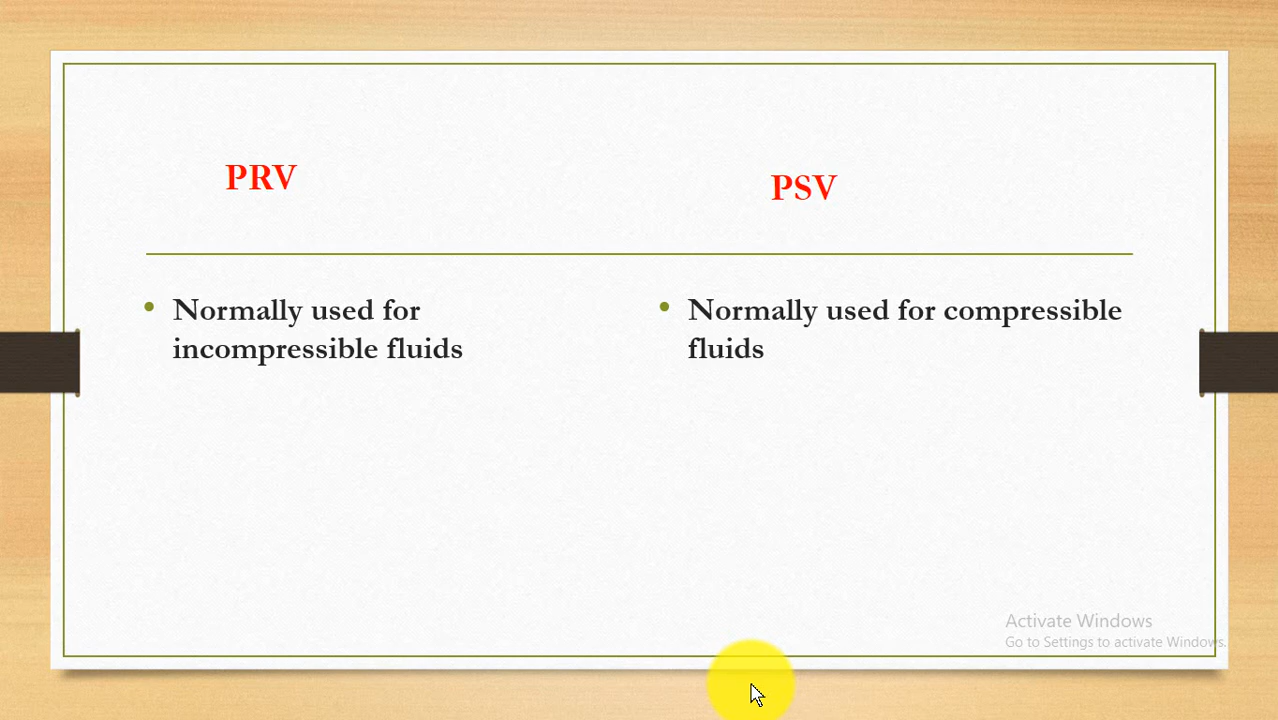 PRV
PSV
Normally used for
incompressible fluids
Normally used for compressible
fluids
Activate Windows
Go to Settings to activate Windows.